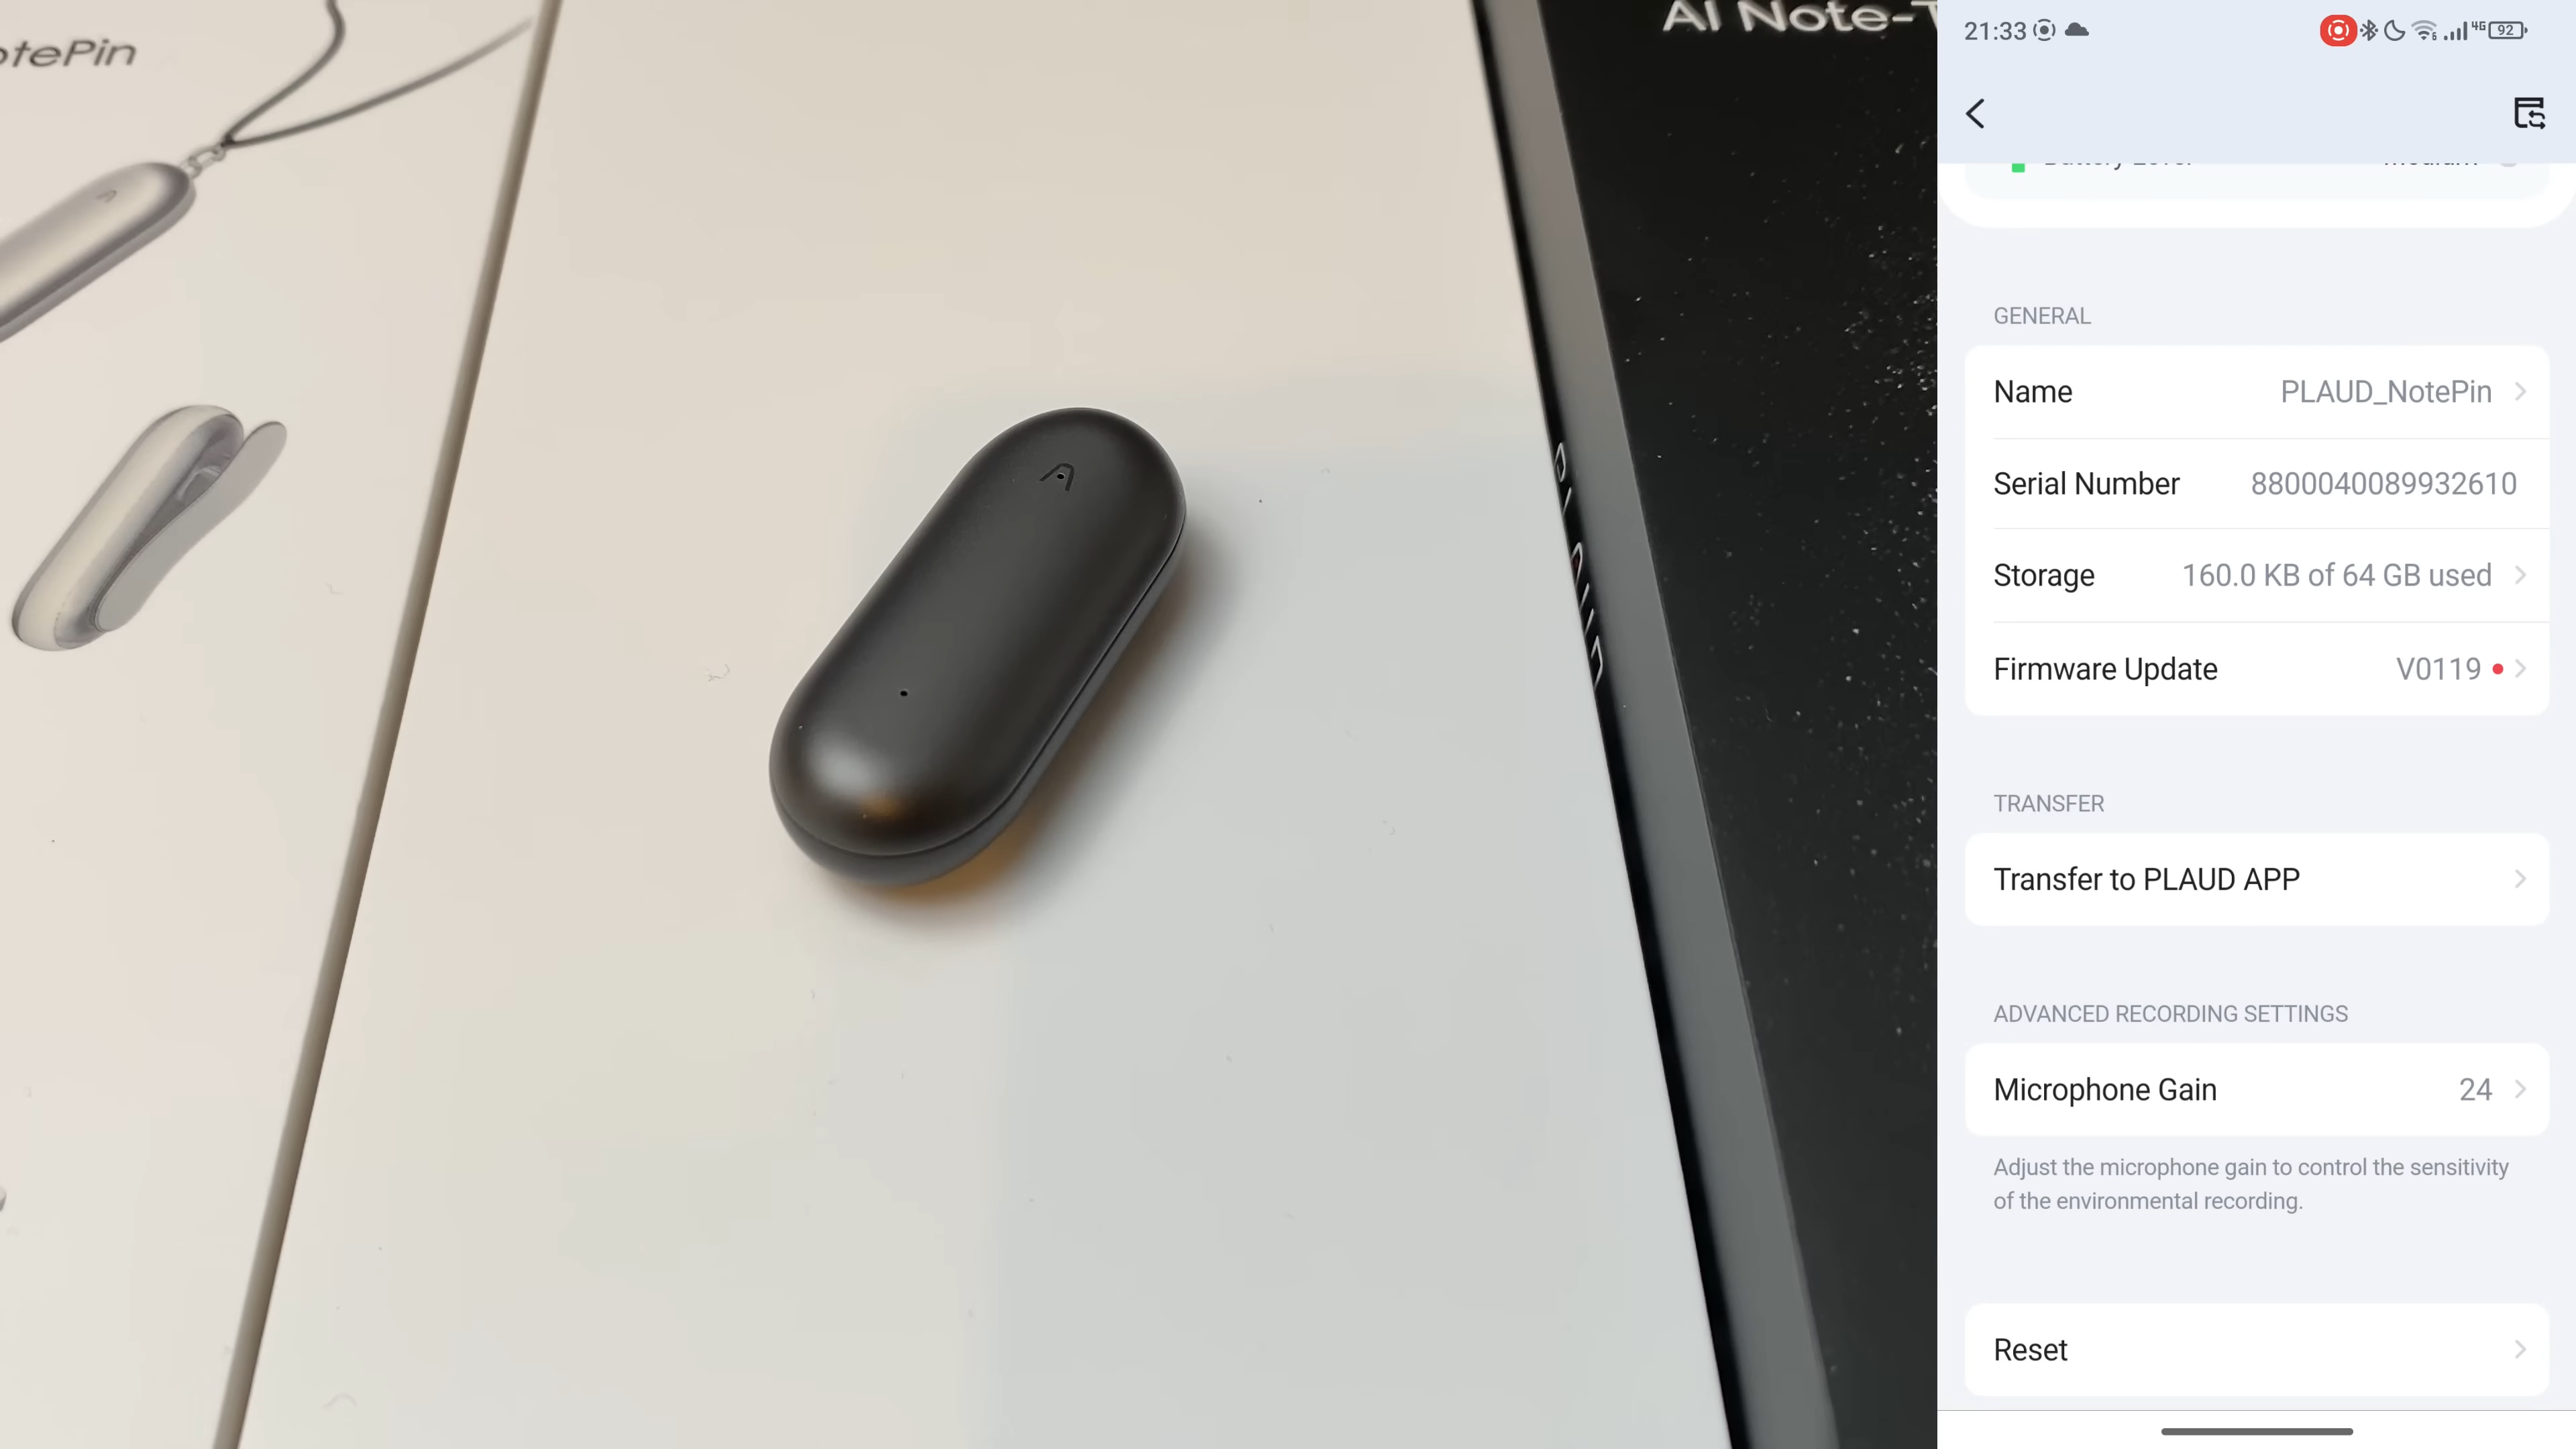 otePin
AI Note-T
21:33
4G
92
GENERAL
Name PLAUD_NotePin
Serial Number 8800040089932610
Storage 160.0 KB of 64 GB used
Firmware Update V0119
TRANSFER
Transfer to PLAUD APP
ADVANCED RECORDING SETTINGS
Microphone Gain 24
Adjust the microphone gain to control the sensitivity
of the environmental recording.
Reset